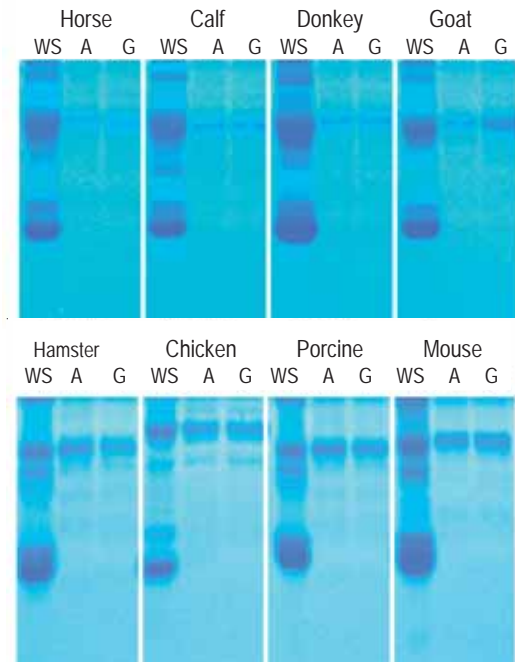 Horse Calf Donkey Goat
WS A G WS A G WS A G WS A G
Hamster Chicken Porcine Mouse
WS A G WS A G WS A G WS A G